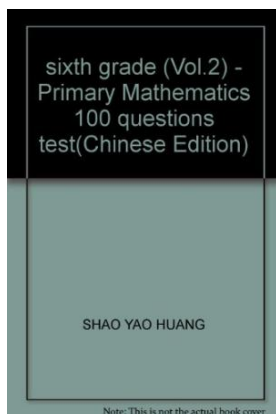 sixth grade (Vol.2) -
Primary Mathematics
100 questions
test(Chinese Edition)
SHAO YAO HUANG
Note: This is not the actual book cover